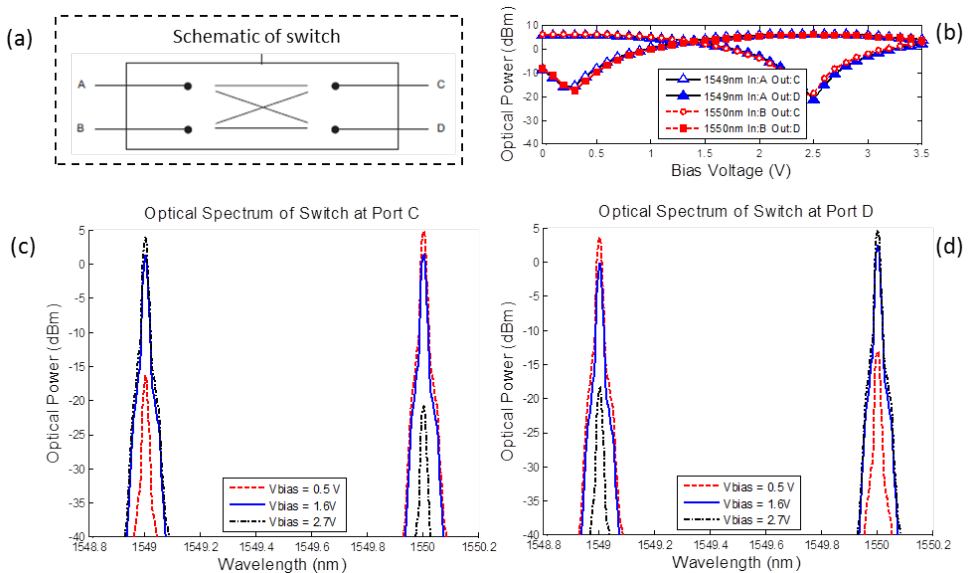 (a)
Schematic of switch
A
B
C
D
(b)
Optical Power (dBm)
10
5
0
-5
-10
-15
-20
-25
-30
0
0.5
1
1.5
2
2.5
3
3.5
Bias Voltage (V)
1549nm In:A Out:C
1549nm In:A Out:D
1550nm In:B Out:C
1550nm In:B Out:D
(c)
Optical Spectrum of Switch at Port C
Optical Power (dBm)
5
0
-5
-10
-15
-20
-25
-30
-35
-40
1548.8
1549
1549.2
1549.4
1549.6
1549.8
1550
1550.2
Wavelength (nm)
Vbias = 0.5 V
Vbias = 1.6V
Vbias = 2.7V
Optical Spectrum of Switch at Port D
(d)
Optical Power (dBm)
5
0
-5
-10
-15
-20
-25
-30
-35
-40
1548.8
1549
1549.2
1549.4
1549.6
1549.8
1550
1550.2
Wavelength (nm)
Vbias = 0.5 V
Vbias = 1.6V
Vbias = 2.7V